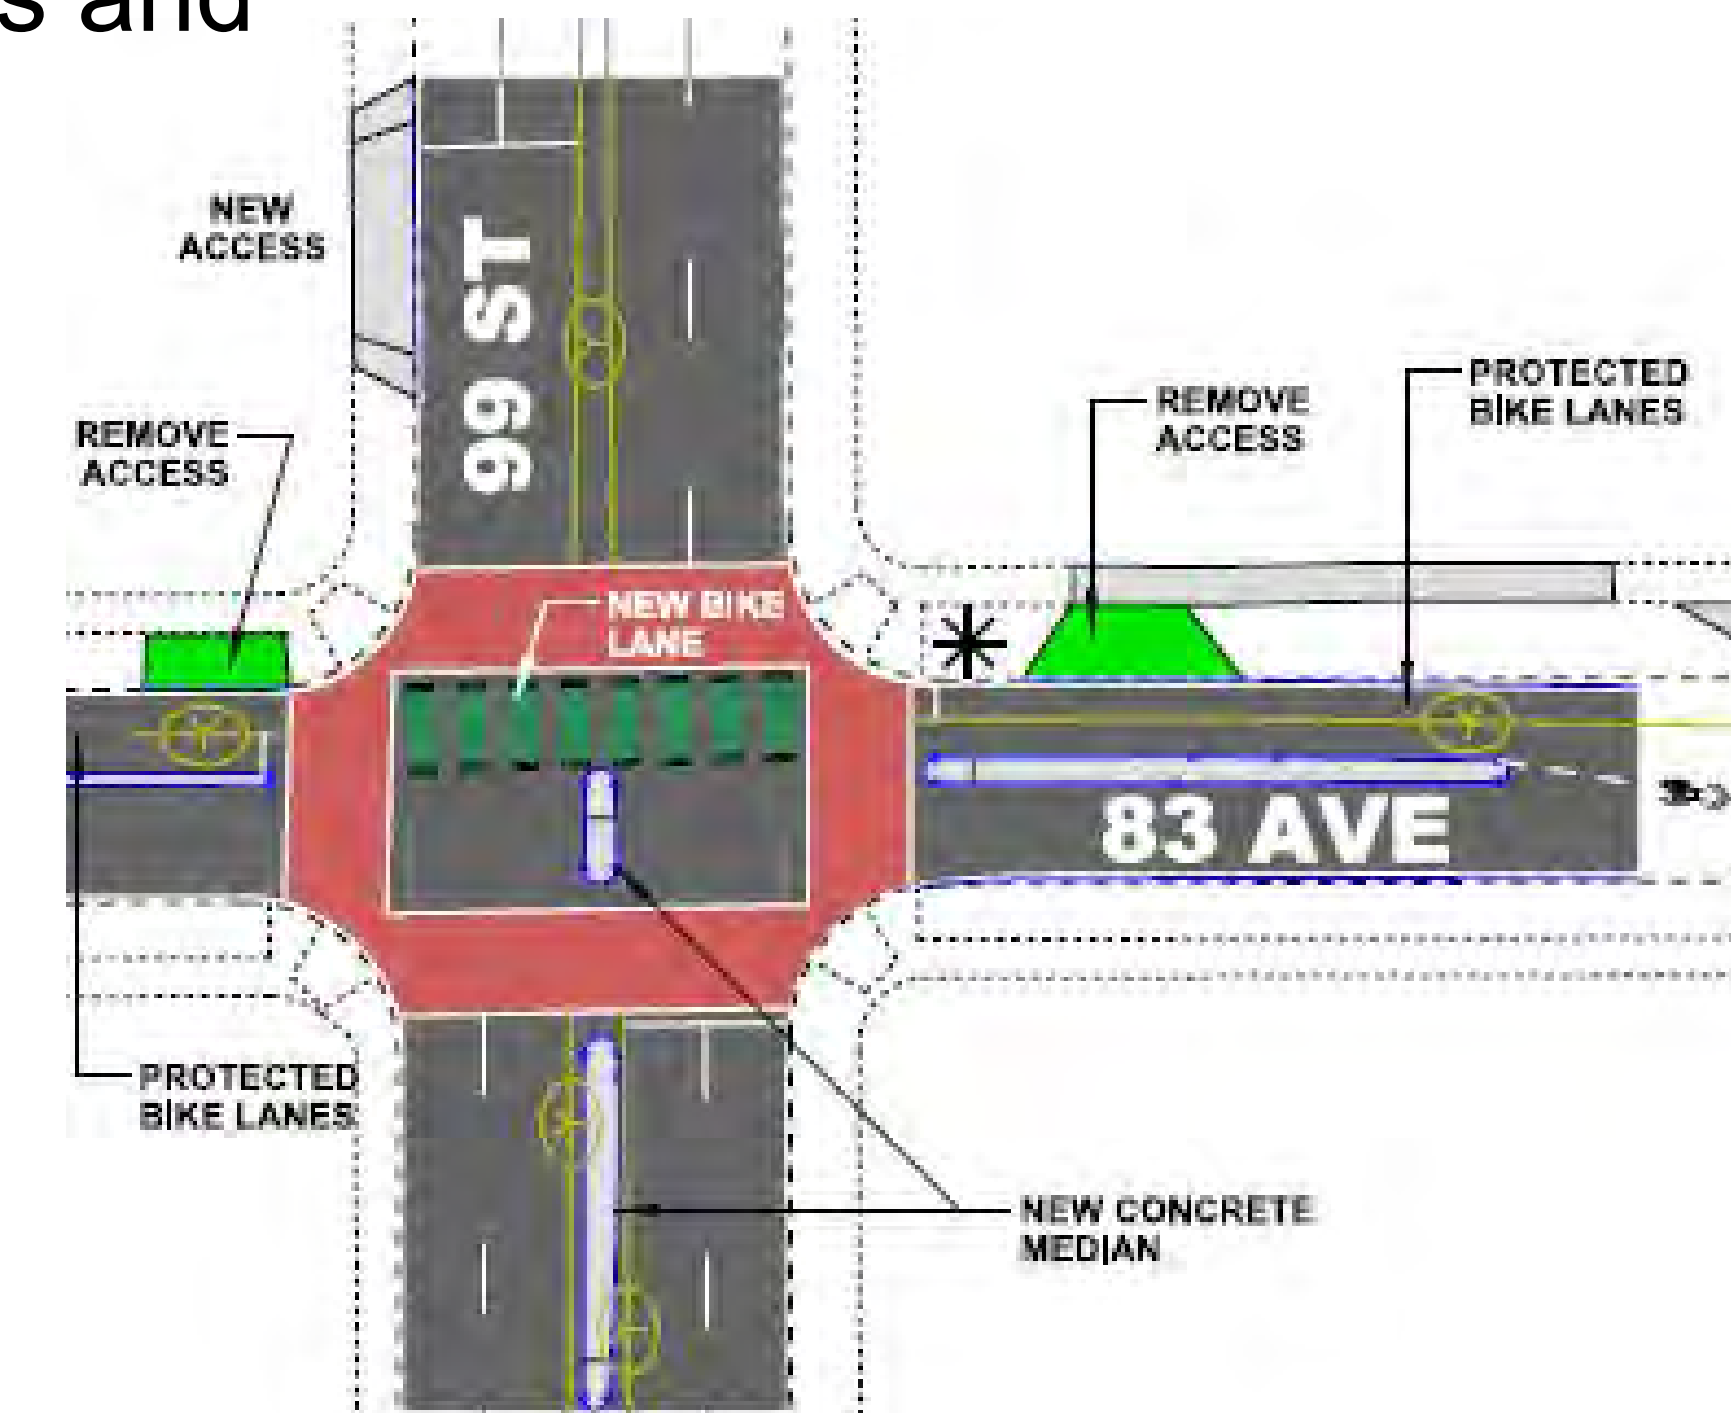 s and
NEW
ACCESS
99 ST
REMOVE
ACCESS
REMOVE
ACCESS
PROTECTED
BIKE LANES
NEW BIKE
LANE
83 AVE
PROTECTED
BIKE LANES
NEW CONCRETE
MEDIAN